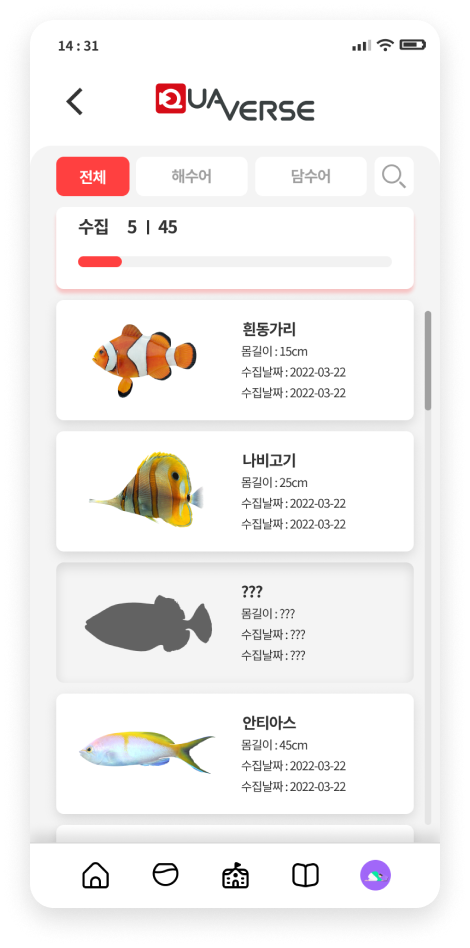 14 : 31
QUAVERSE
전체
해수어
담수어
수집 5 | 45
흰동가리
몸길이 : 15cm
수집날짜 : 2022-03-22
수집날짜 : 2022-03-22
나비고기
몸길이 : 25cm
수집날짜 : 2022-03-22
수집날짜 : 2022-03-22
???
몸길이 : ???
수집날짜 : ???
수집날짜 : ???
안티아스
몸길이 : 45cm
수집날짜 : 2022-03-22
수집날짜 : 2022-03-22